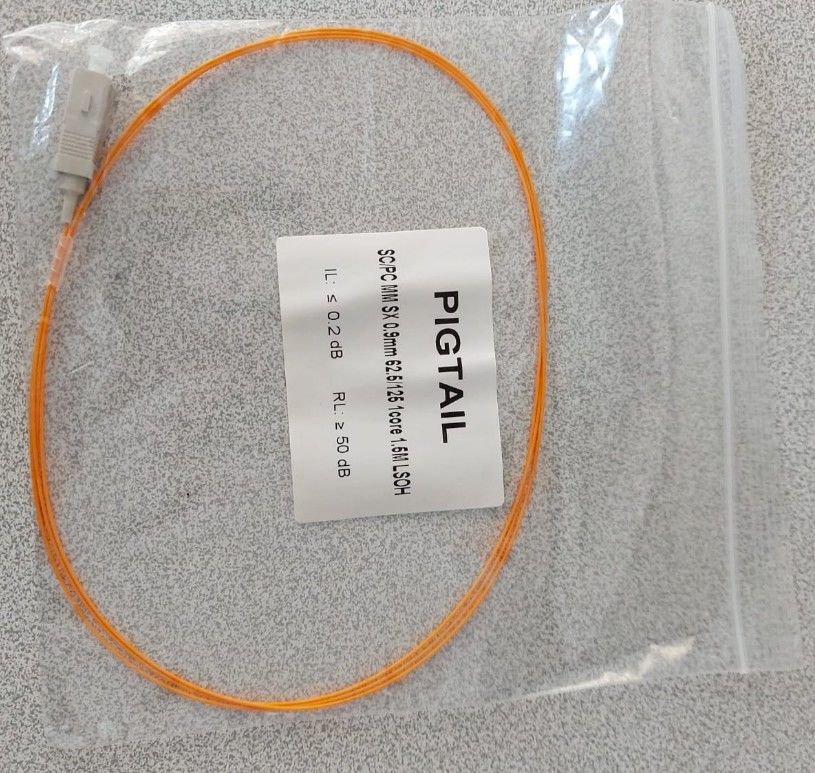 PIGTAIL
SC/PC MM SX 0.9mm 62.5/125 1core 1.5M LSOH
IL: ≤ 0.2 dB RL: ≥ 50 dB